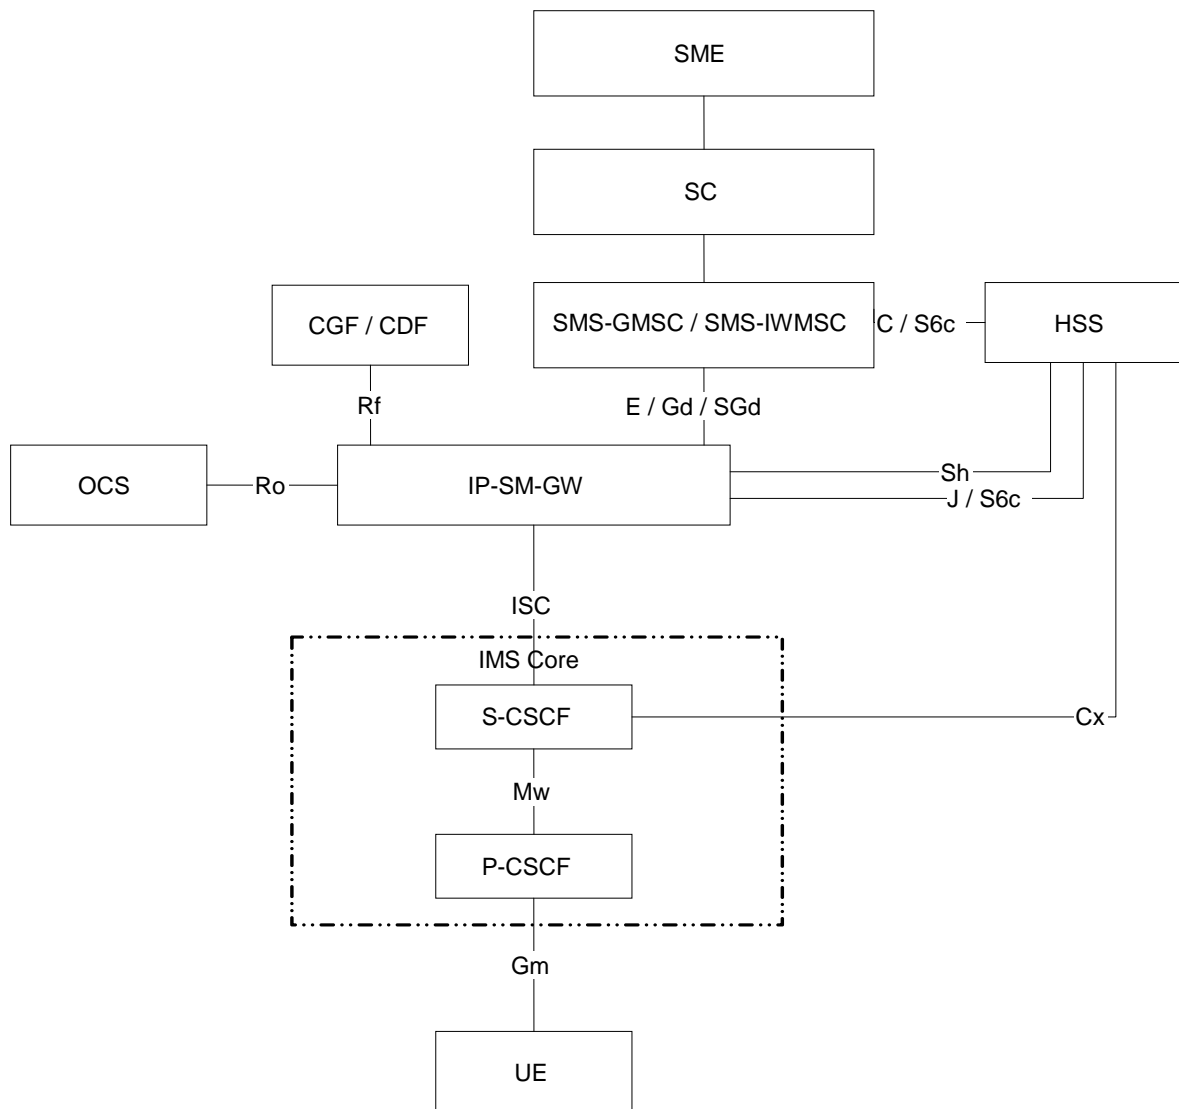 SME
SC
CGF / CDF
SMS-GMSC / SMS-IWMSC
C / S6c
HSS
Rf
E / Gd / SGd
OCS
Ro
IP-SM-GW
Sh
J / S6c
ISC
IMS Core
S-CSCF
Cx
Mw
P-CSCF
Gm
UE